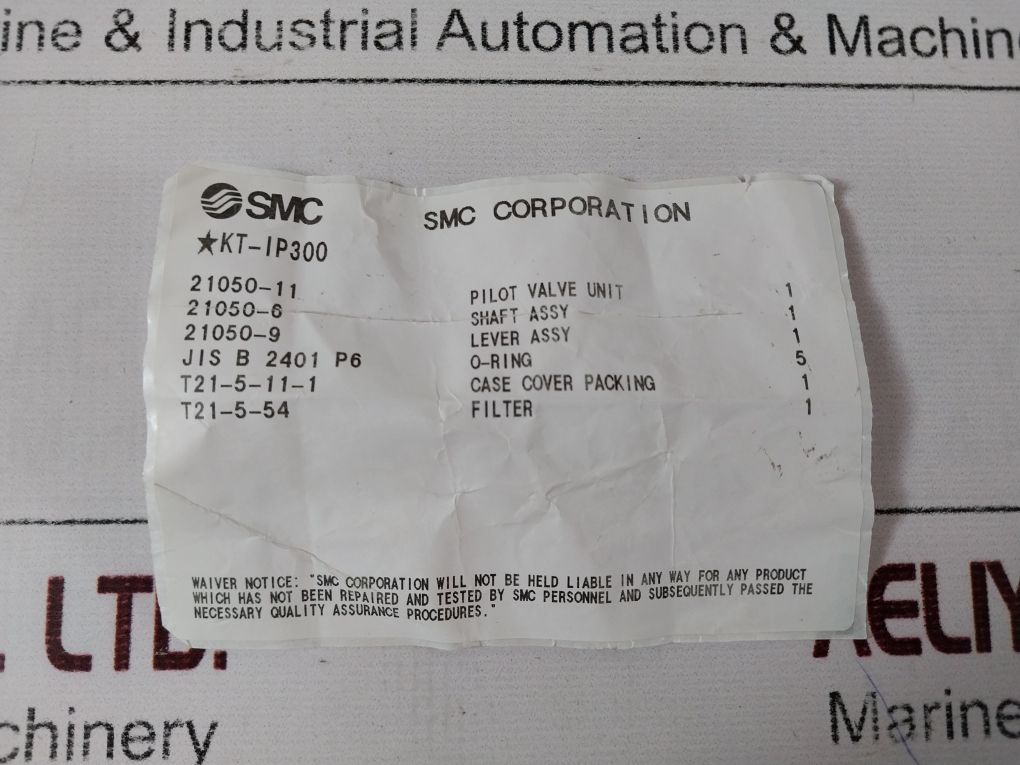 ine & Industrial Automation & Machin
SMC SMC CORPORATION
★KT-IP300
21050-11 PILOT VALVE UNIT 1
21050-6 SHAFT ASSY 1
21050-9 LEVER ASSY 1
JIS B 2401 P6 O-RING 5
T21-5-11-1 CASE COVER PACKING 1
T21-5-54 FILTER 1
WAIVER NOTICE: "SMC CORPORATION WILL NOT BE HELD LIABLE IN ANY WAY FOR ANY PRODUCT
WHICH HAS NOT BEEN REPAIRED AND TESTED BY SMC PERSONNEL AND SUBSEQUENTLY PASSED THE
NECESSARY QUALITY ASSURANCE PROCEDURES."
. LTD. AELIY
chinery Marine